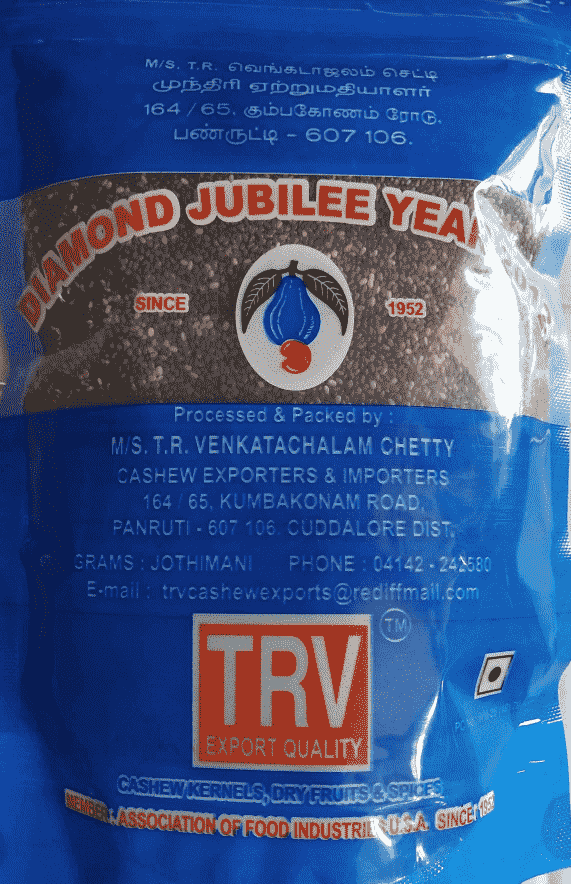 M/S. T.R. வெங்கடாஜலம் செட்டி
முந்திரி ஏற்றுமதியாளர்
164 / 65. கும்பகோணம் ரோடு,
பண்ருட்டி - 607 106.
DIAMOND JUBILEE YEAR
SINCE 1952
Processed & Packed by :
M/S. T.R. VENKATACHALAM CHETTY
CASHEW EXPORTERS & IMPORTERS
164 / 65, KUMBAKONAM ROAD,
PANRUTI - 607 106. CUDDALORE DIST.
GRAMS : JOTHIMANI PHONE : 04142 - 242580
E-mail : trvcashewexports@rediffmail.com
TM
TRV
EXPORT QUALITY
CASHEW KERNELS, DRY FRUITS & SPICES
MEMBER : ASSOCIATION OF FOOD INDUSTRIES U.S.A. SINCE 1952